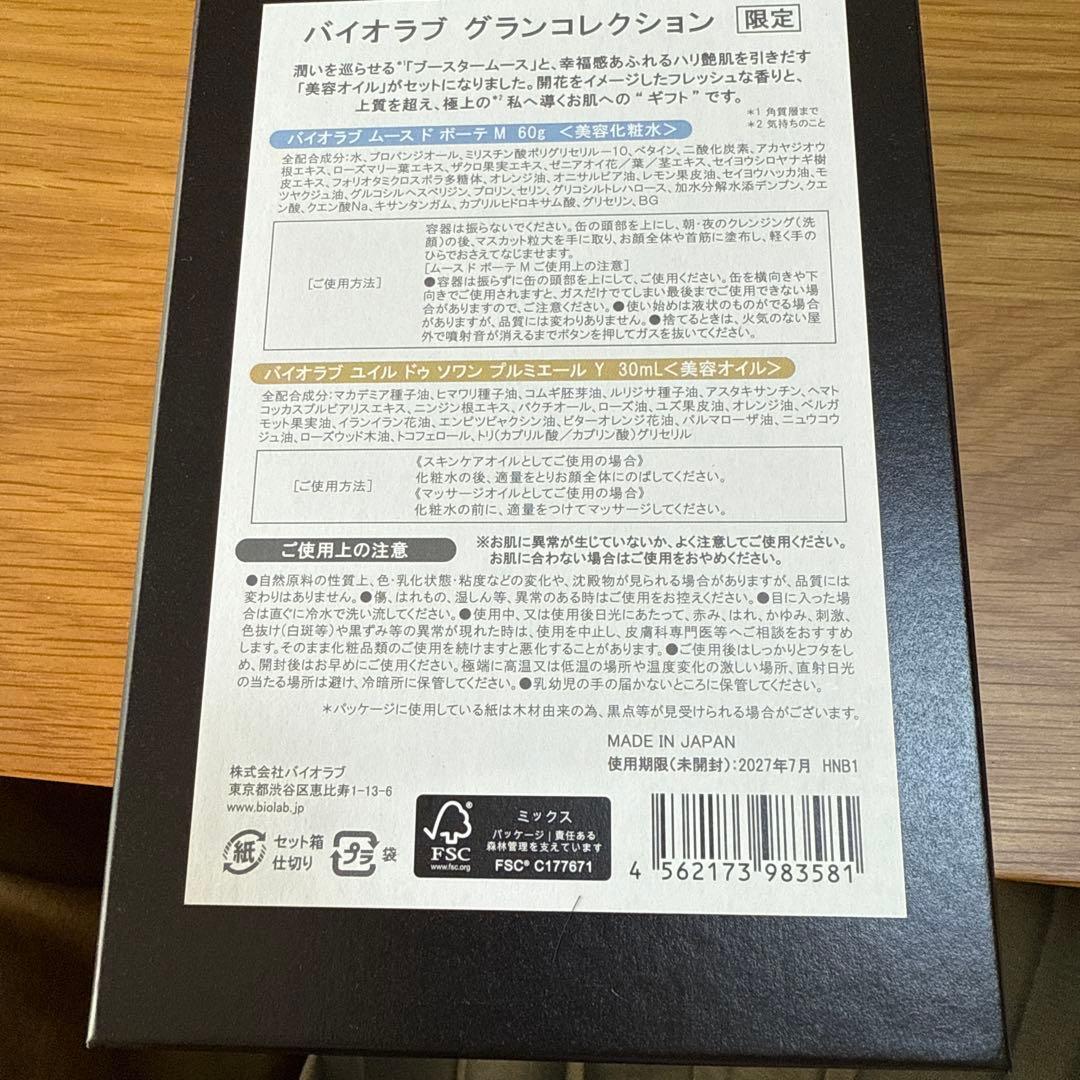 バイオラブ グランコレクション 限定
潤いを巡らせる*1「ブースタームース」と、幸福感あふれるハリ艶肌を引きだす
「美容オイル」がセットになりました。開花をイメージしたフレッシュな香りと、
上質を超え、極上の*2 私へ導くお肌への“ギフト”です。
*1 角質層まで
*2 気持ちのこと
バイオラブ ムース ド ボーテ M 60g <美容化粧水>
全配合成分:水、プロパンジオール、ミリスチン酸ポリグリセリル-10、ベタイン、二酸化炭素、アカヤジオウ
根エキス、ローズマリー葉エキス、ザクロ果実エキス、ゼニアオイ花/葉/茎エキス、セイヨウシロヤナギ樹
皮エキス、フォリオタミクロスポラ多糖体、オレンジ油、オニサルビア油、レモン果皮油、セイヨウハッカ油、モ
ツヤクジュ油、グルコシルヘスペリジン、プロリン、セリン、グリコシルトレハロース、加水分解水添デンプン、クエ
ン酸、クエン酸Na、キサンタンガム、カプリルヒドロキサム酸、グリセリン、BG
[ご使用方法]
容器は振らないでください。缶の頭部を上にし、朝・夜のクレンジング(洗
顔)の後、マスカット粒大を手に取り、お顔全体や首筋に塗布し、軽く手の
ひらでおさえてなじませます。
[ムース ド ボーテ M ご使用上の注意]
●容器は振らずに缶の頭部を上にして、ご使用ください。缶を横向きや下
向きでご使用されますと、ガスだけでてしまい最後までご使用できない場
合がありますので、ご注意ください。●使い始めは液状のものがでる場合
がありますが、品質には変わりありません。●捨てるときは、火気のない屋
外で噴射音が消えるまでボタンを押してガスを抜いてください。
バイオラブ ユイル ドゥ ソワン プルミエール Y 30mL<美容オイル>
全配合成分:マカデミア種子油、ヒマワリ種子油、コムギ胚芽油、ルリジサ種子油、アスタキサンチン、ヘマト
コッカスプルビアリスエキス、ニンジン根エキス、バクチオール、ローズ油、ユズ果皮油、オレンジ油、ベルガ
モット果実油、イランイラン花油、エンピツビャクシン油、ビターオレンジ花油、パルマローザ油、ニュウコウ
ジュ油、ローズウッド木油、トコフェロール、トリ(カプリル酸/カプリン酸)グリセリル
[ご使用方法]
《スキンケアオイルとしてご使用の場合》
化粧水の後、適量をとりお顔全体にのばしてください。
《マッサージオイルとしてご使用の場合》
化粧水の前に、適量をつけてマッサージしてください。
ご使用上の注意
※お肌に異常が生じていないか、よく注意してご使用ください。
お肌に合わない場合はご使用をおやめください。
●自然原料の性質上、色・乳化状態・粘度などの変化や、沈殿物が見られる場合がありますが、品質には
変わりはありません。●傷、はれもの、湿しん等、異常のある時はご使用をお控えください。●目に入った場
合は直ぐに冷水で洗い流してください。●使用中、又は使用後日光にあたって、赤み、はれ、かゆみ、刺激、
色抜け(白斑等)や黒ずみ等の異常が現れた時は、使用を中止し、皮膚科専門医等へご相談をおすすめ
します。そのまま化粧品類のご使用を続けますと悪化することがあります。●ご使用後はしっかりとフタをし
め、開封後はお早めにご使用ください。極端に高温又は低温の場所や温度変化の激しい場所、直射日光
の当たる場所は避け、冷暗所に保管してください。●乳幼児の手の届かないところに保管してください。
*パッケージに使用している紙は木材由来の為、黒点等が見受けられる場合がございます。
MADE IN JAPAN
使用期限(未開封):2027年7月 HNB1
株式会社バイオラブ
東京都渋谷区恵比寿1-13-6
www.biolab.jp
紙 セット箱
仕切り
プラ 袋
FSC
www.fsc.org
ミックス
パッケージ | 責任ある
森林管理を支えています
FSC® C177671
4 562173 983581